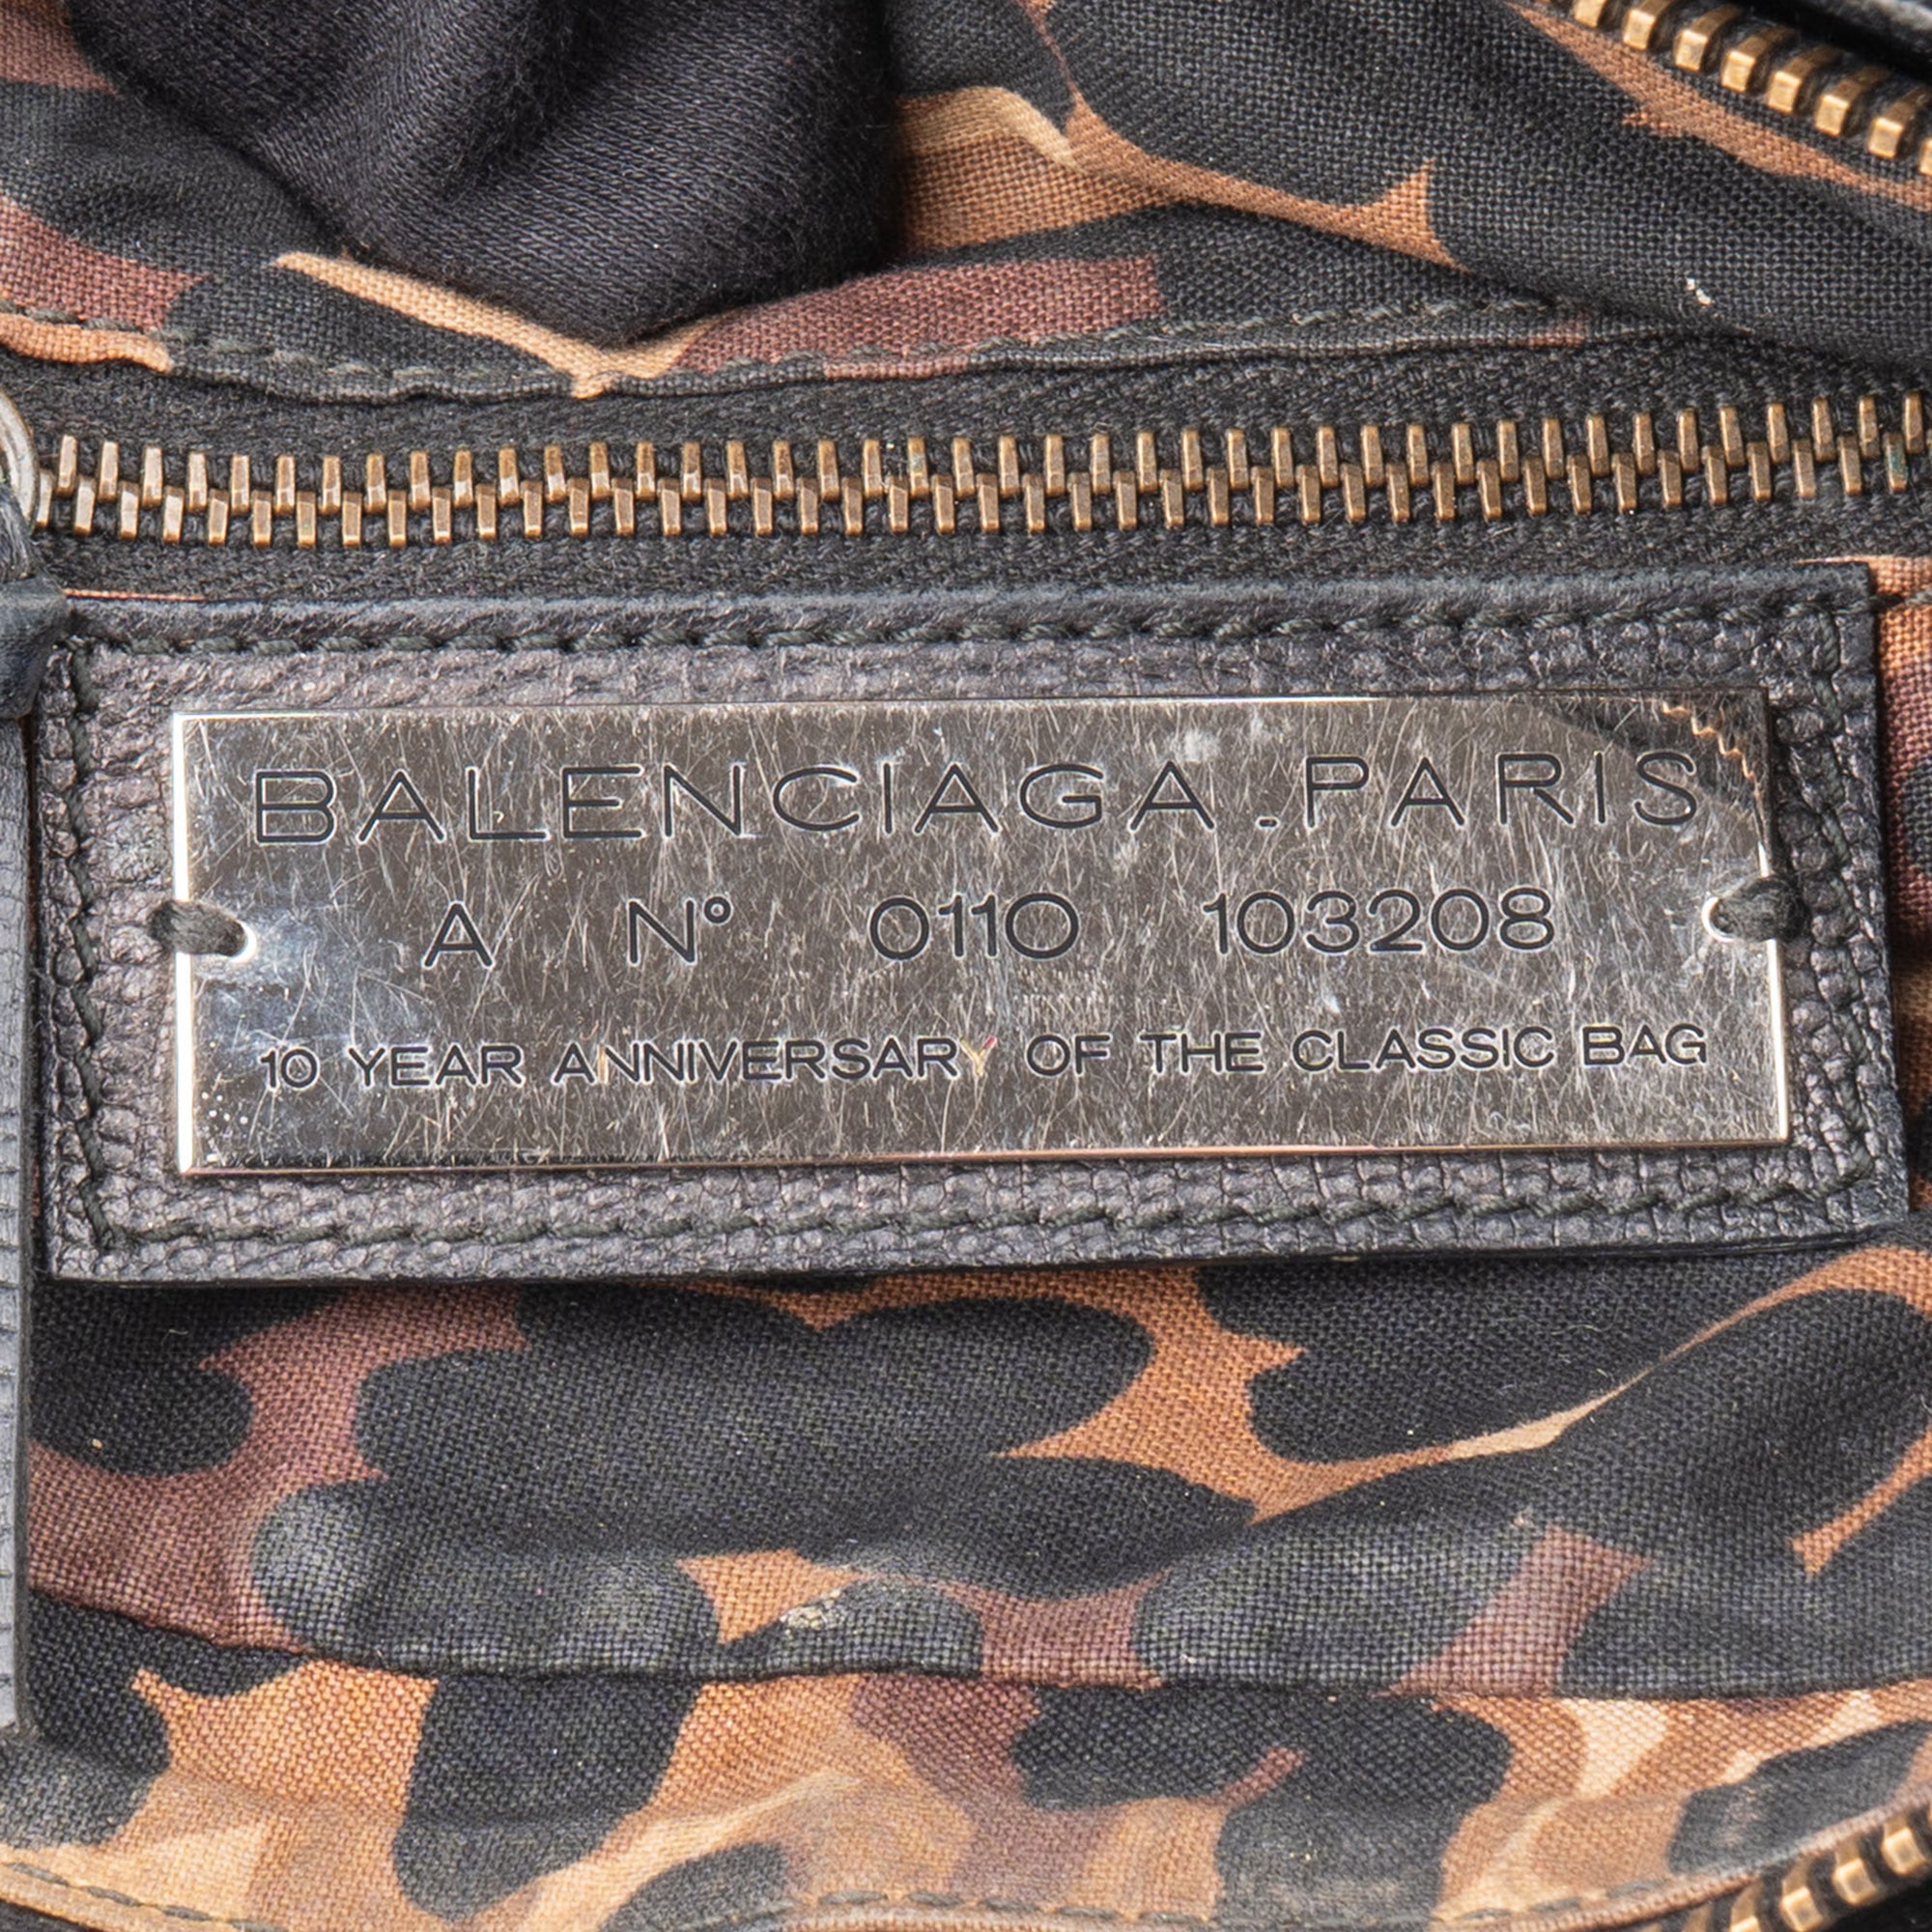 BALENCIAGA.PARIS
A N° 0110 103208
10 YEAR ANNIVERSARY OF THE CLASSIC BAG